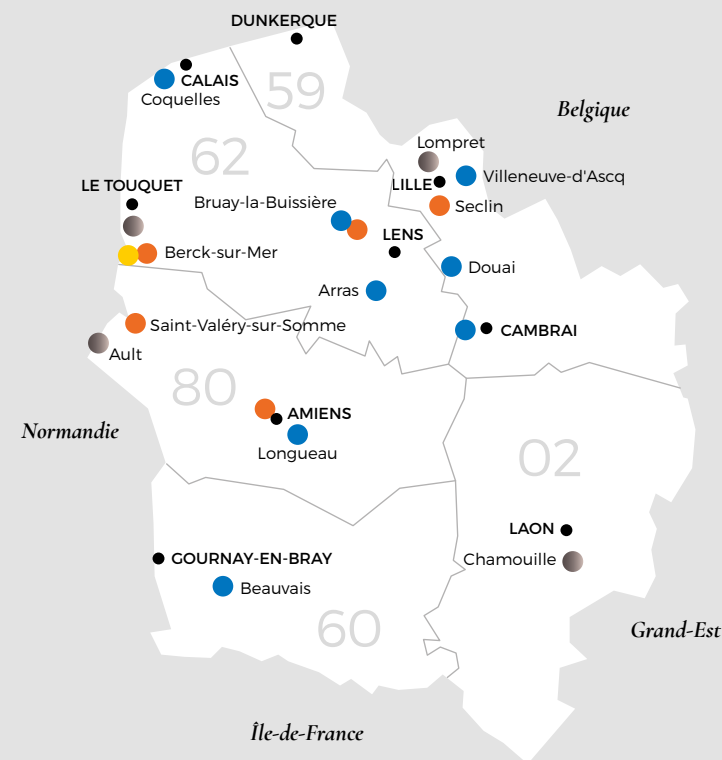 DUNKERQUE
CALAIS
Coquelles
59
Belgique
62
Lompret
LE TOUQUET
LILLE
Villeneuve-d'Ascq
Bruay-la-Buissière
Seclin
LENS
Berck-sur-Mer
Douai
Arras
Saint-Valéry-sur-Somme
CAMBRAI
Ault
80
AMIENS
Normandie
Longueau
02
LAON
GOURNAY-EN-BRAY
Chamouille
Beauvais
60
Grand-Est
Île-de-France